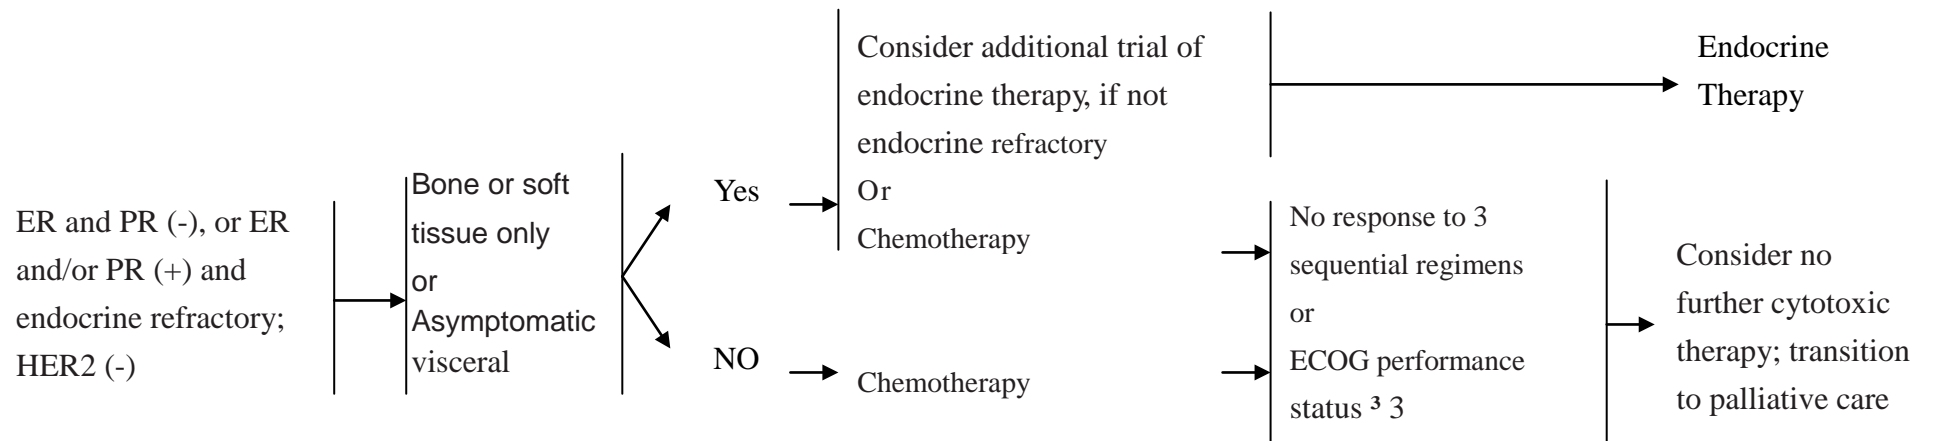 ER and PR (-), or ER
and/or PR (+) and
endocrine refractory;
HER2 (-)
Bone or soft
tissue only
or
Asymptomatic
visceral
Yes
NO
Consider additional trial of
endocrine therapy, if not
endocrine refractory
Or
Chemotherapy
Chemotherapy
Endocrine
Therapy
No response to 3
sequential regimens
or
ECOG performance
status ³ 3
Consider no
further cytotoxic
therapy; transition
to palliative care